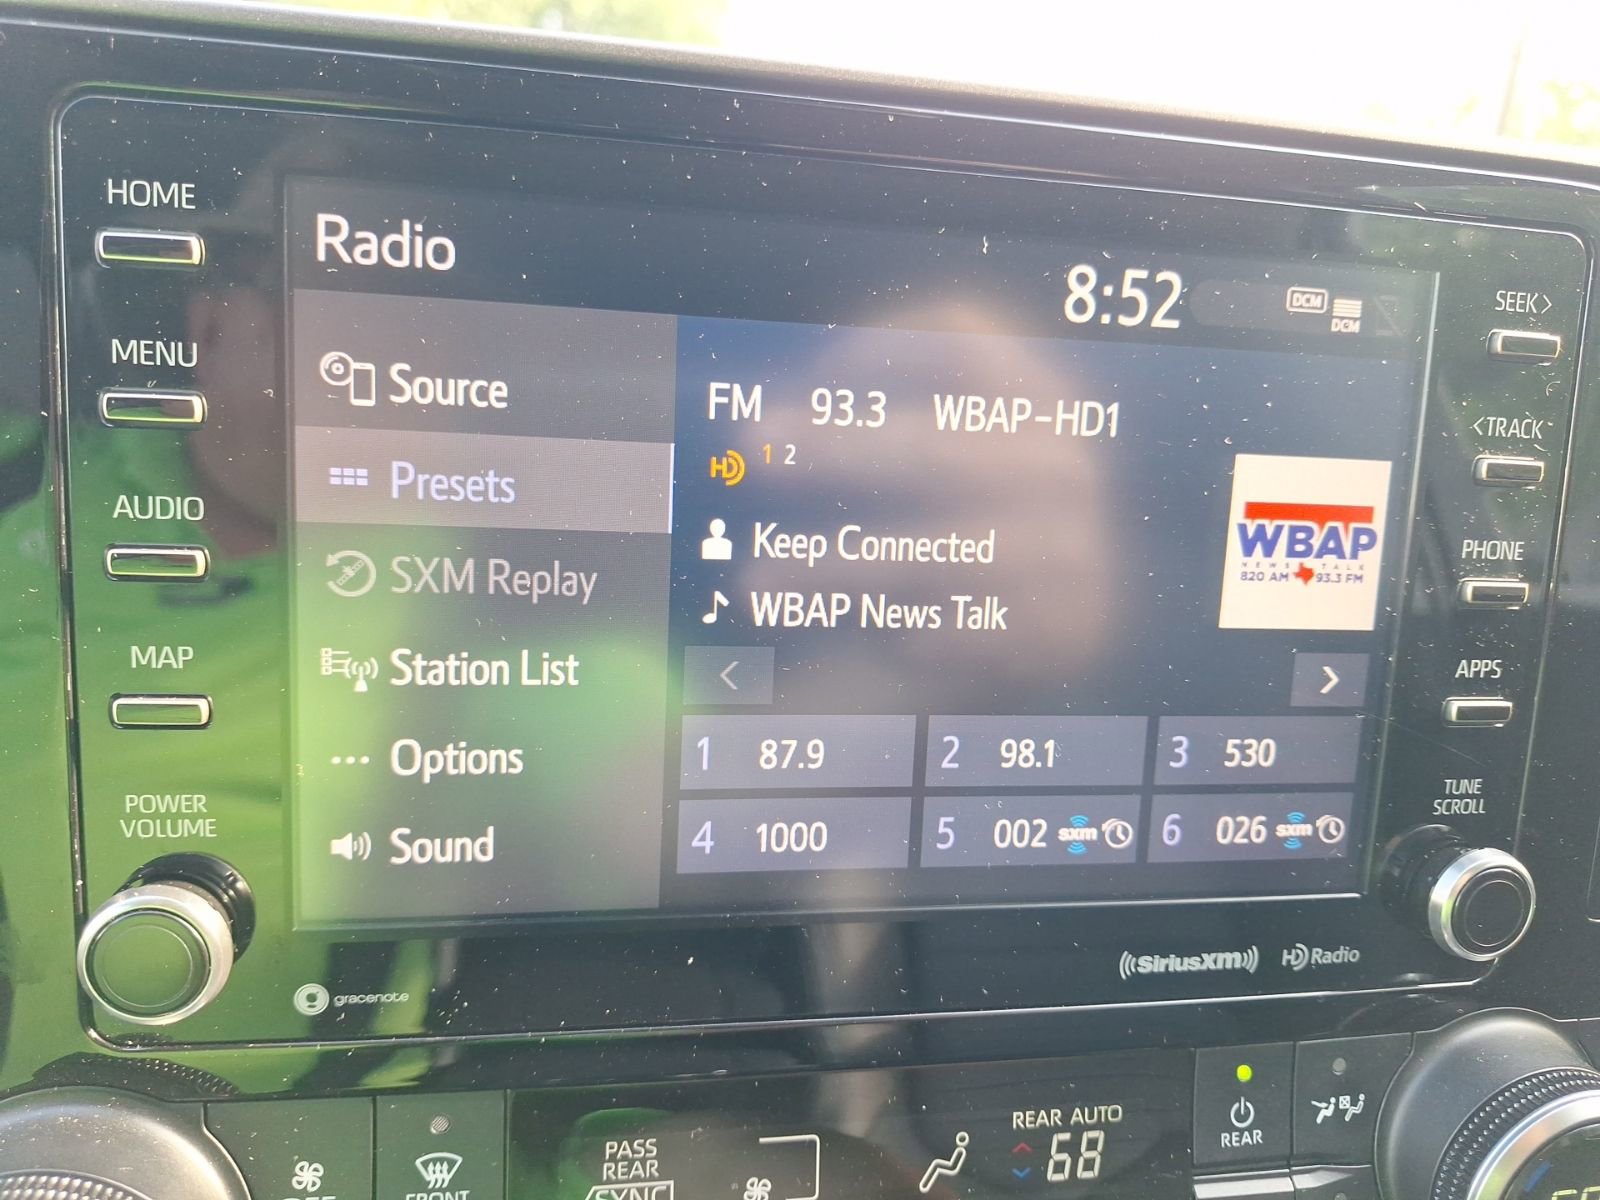 HOME
MENU
AUDIO
MAP
POWER
VOLUME
Radio
8:52
DCM
DCM
Source
Presets
SXM Replay
Station List
Options
Sound
FM 93.3 WBAP-HD1
HD 1 2
Keep Connected
WBAP News Talk
WBAP
NEWS TALK
820 AM 93.3 FM
<
>
1 87.9
2 98.1
3 530
4 1000
5 002 sxm
6 026 sxm
SEEK>
<TRACK
PHONE
APPS
TUNE
SCROLL
gracenote
((SiriusXM))
HD Radio
PASS
REAR
SYNC
FRONT
REAR AUTO
68
REAR